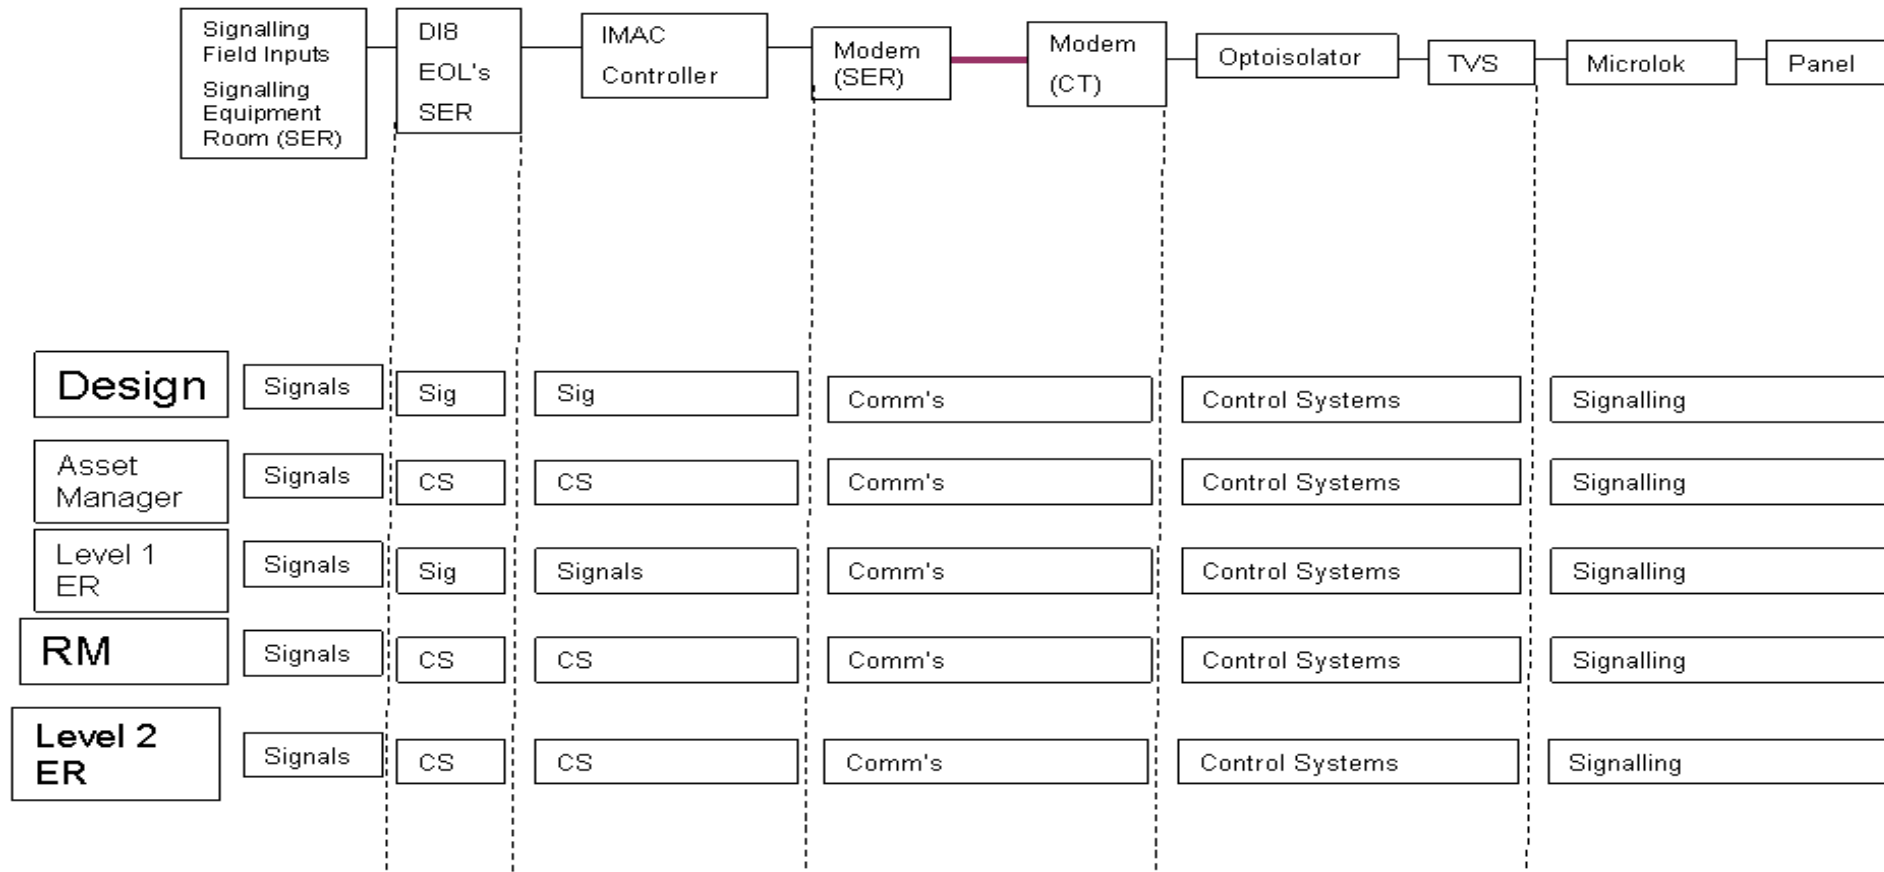 Signalling
Field Inputs
Signalling
Equipment
Room (SER)
DI8
EOL's
SER
IMAC
Controller
Modem
(SER)
Modem
(CT)
Optoisolator
TVS
Microlok
Panel
Design
Signals
Sig
Sig
Comm's
Control Systems
Signalling
Asset
Manager
Signals
CS
CS
Comm's
Control Systems
Signalling
Level 1
ER
Signals
Sig
Signals
Comm's
Control Systems
Signalling
RM
Signals
CS
CS
Comm's
Control Systems
Signalling
Level 2
ER
Signals
CS
CS
Comm's
Control Systems
Signalling